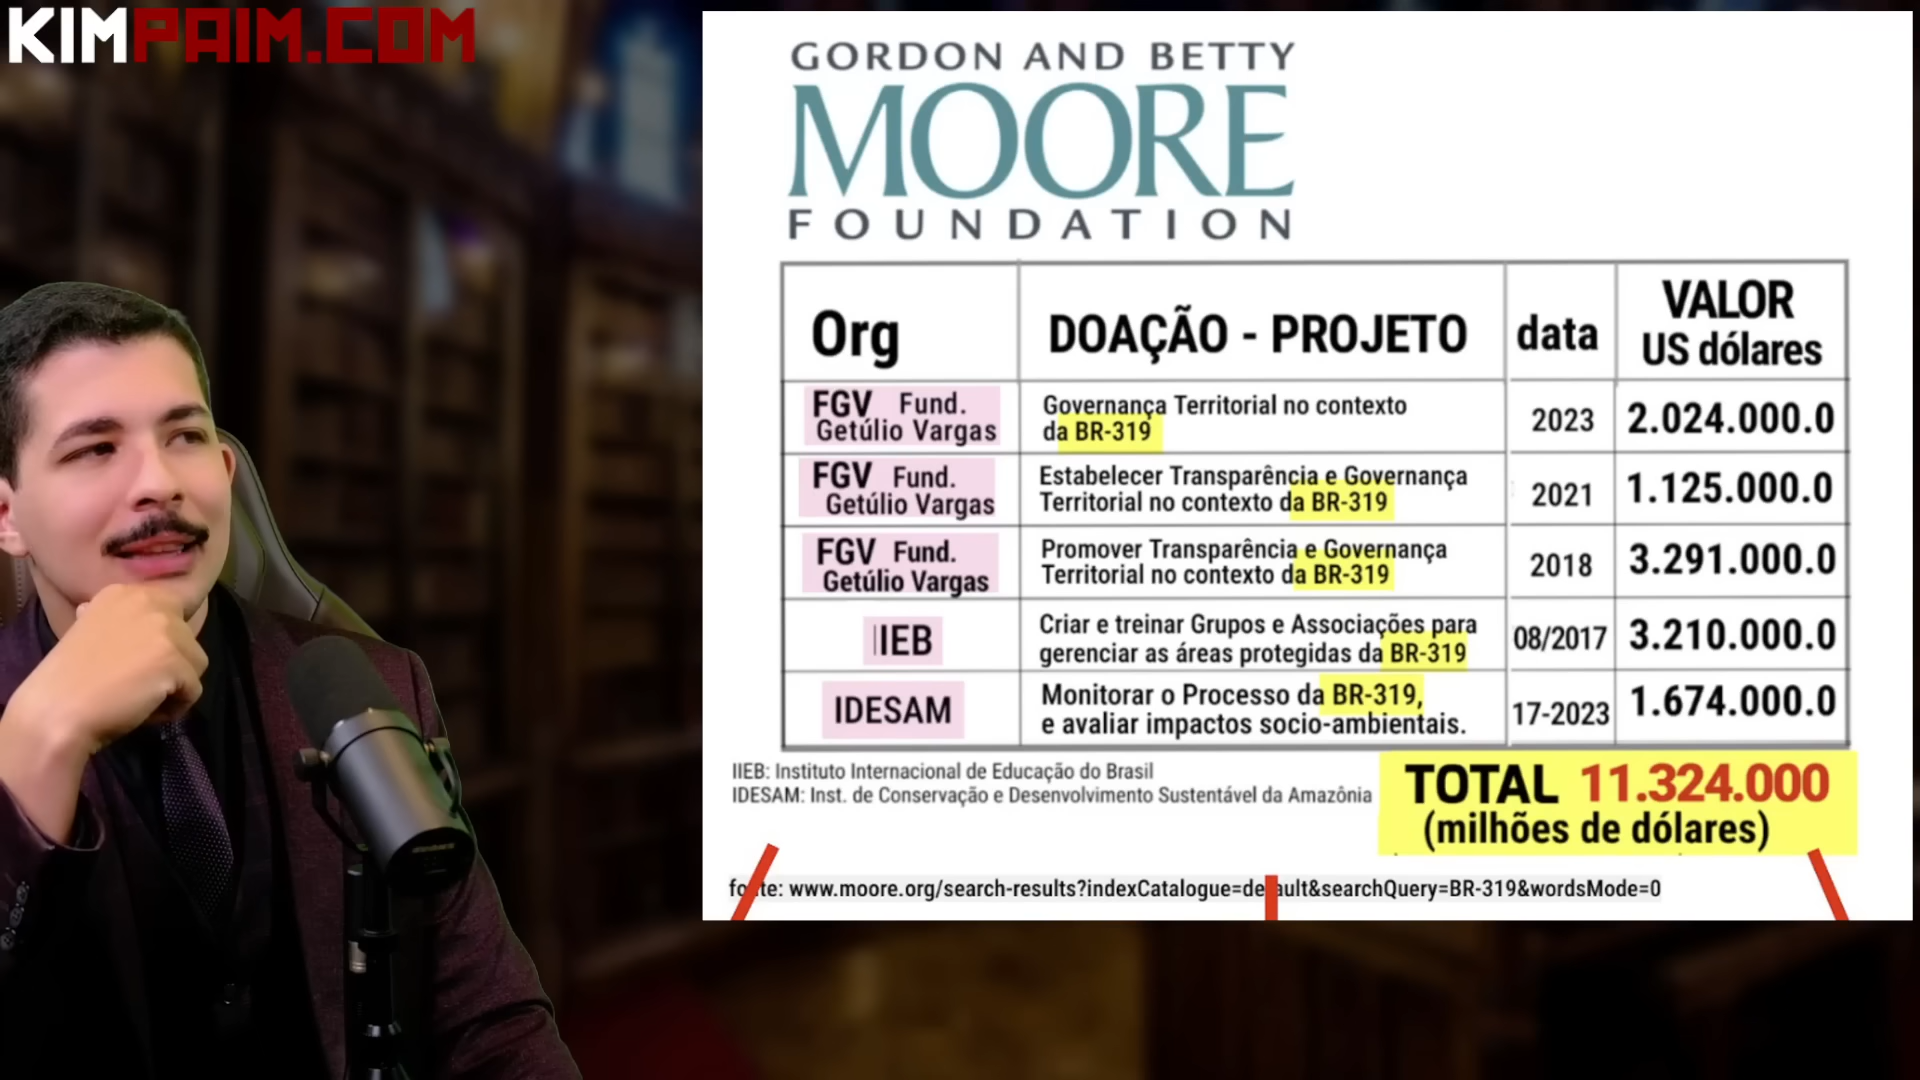 KIMPAIM.COM
GORDON AND BETTY
MOORE
FOUNDATION
Org
DOAÇÃO - PROJETO
data
VALOR
US dólares
FGV Fund.
Getúlio Vargas
Governança Territorial no contexto
da BR-319
2023
2.024.000.0
FGV Fund.
Getúlio Vargas
Estabelecer Transparência e Governança
Territorial no contexto da BR-319
2021
1.125.000.0
FGV Fund.
Getúlio Vargas
Promover Transparência e Governança
Territorial no contexto da BR-319
2018
3.291.000.0
IIEB
Criar e treinar Grupos e Associações para
gerenciar as áreas protegidas da BR-319
08/2017
3.210.000.0
IDESAM
Monitorar o Processo da BR-319,
e avaliar impactos socio-ambientais.
17-2023
1.674.000.0
IIEB: Instituto Internacional de Educação do Brasil
IDESAM: Inst. de Conservação e Desenvolvimento Sustentável da Amazônia
TOTAL 11.324.000
(milhões de dólares)
fonte: www.moore.org/search-results?indexCatalogue=default&searchQuery=BR-319&wordsMode=0